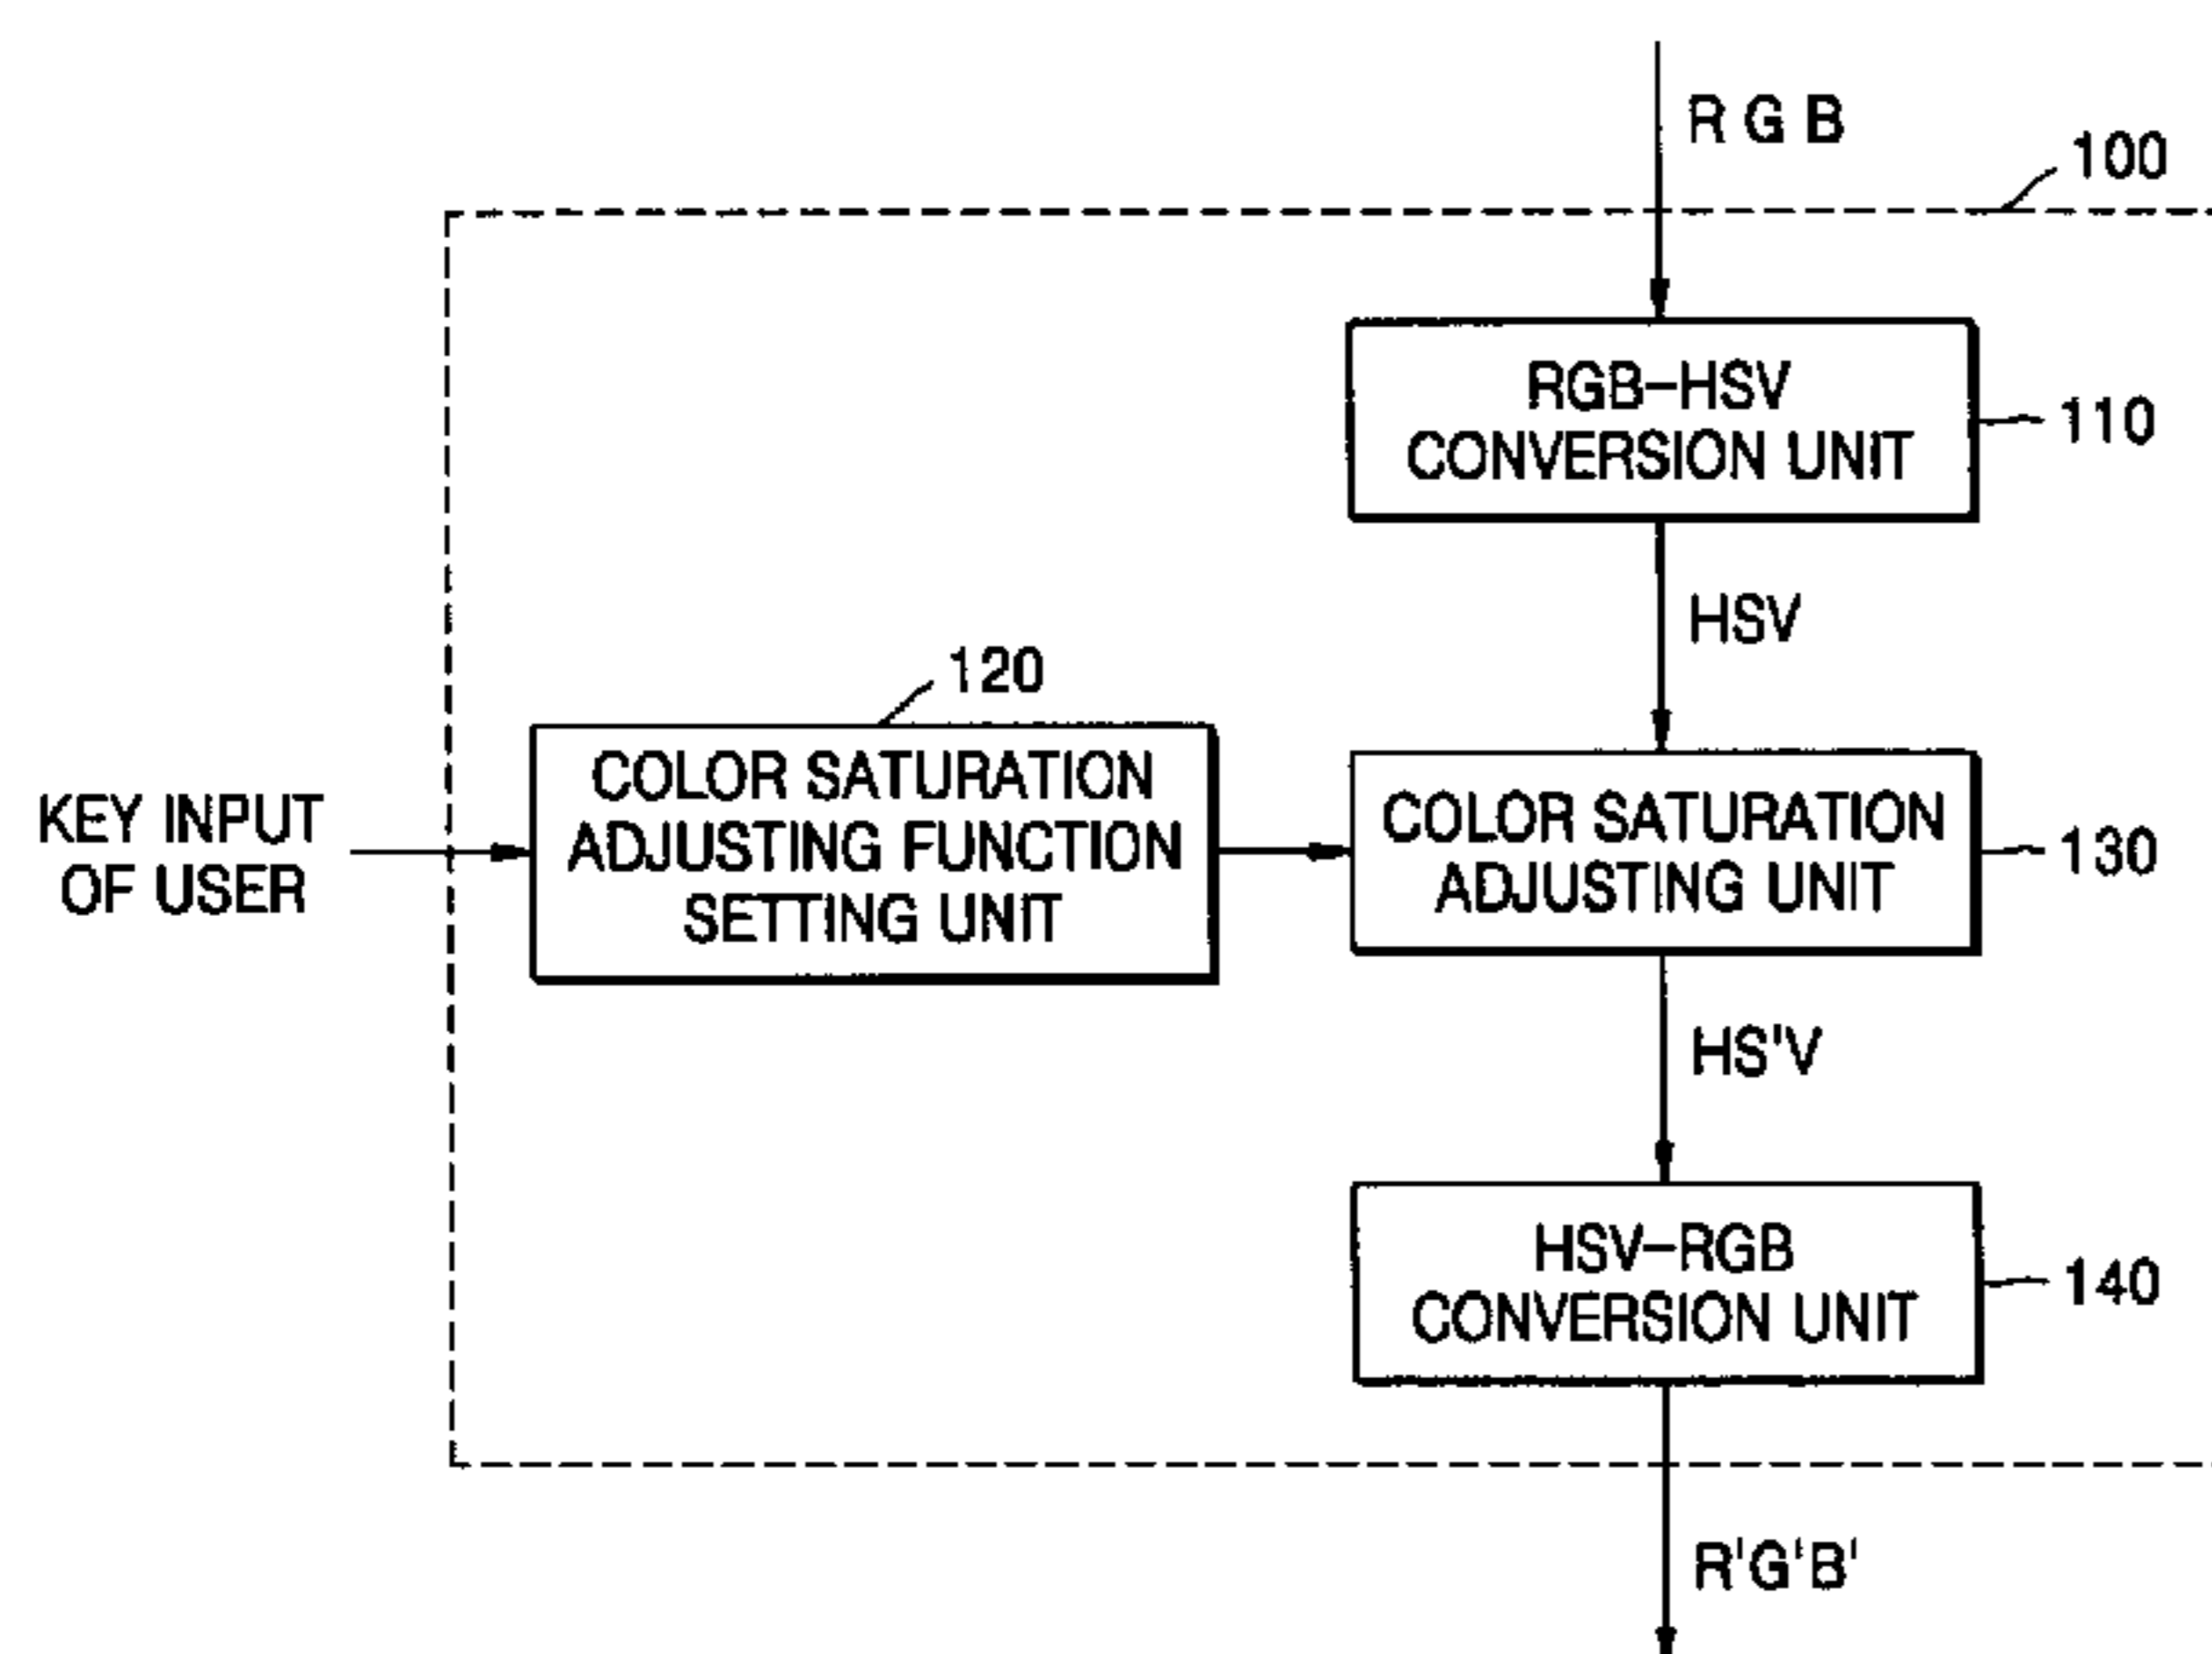 R G B
100
RGB-HSV
CONVERSION UNIT
110
HSV
120
COLOR SATURATION
ADJUSTING FUNCTION
SETTING UNIT
KEY INPUT
OF USER
COLOR SATURATION
ADJUSTING UNIT
130
HS'V
HSV-RGB
CONVERSION UNIT
140
R'G'B'